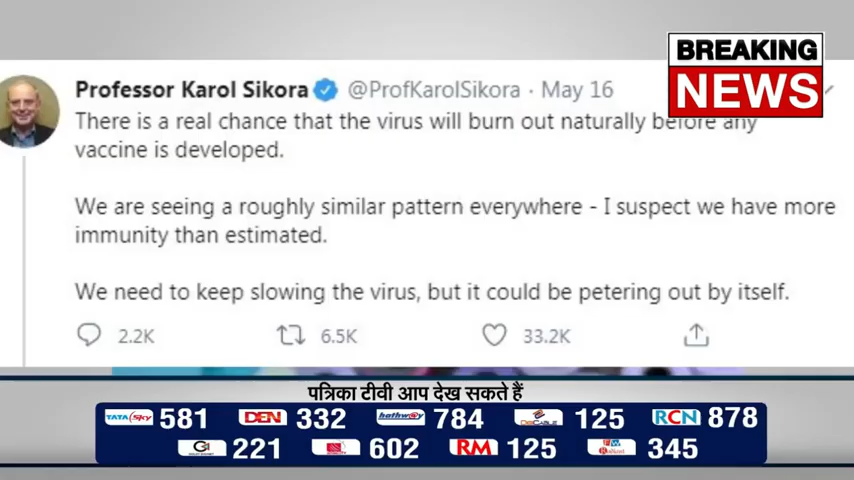 BREAKING
NEWS
Professor Karol Sikora @ProfKarolSikora · May 16
There is a real chance that the virus will burn out naturally before any
vaccine is developed.
We are seeing a roughly similar pattern everywhere - I suspect we have more
immunity than estimated.
We need to keep slowing the virus, but it could be petering out by itself.
2.2K 6.5K 33.2K
पत्रिका टीवी आप देख सकते हैं
TATA Sky 581 DEN 332 hathway 784 DIGICABLE 125 RCN 878
221 602 RM 125 345